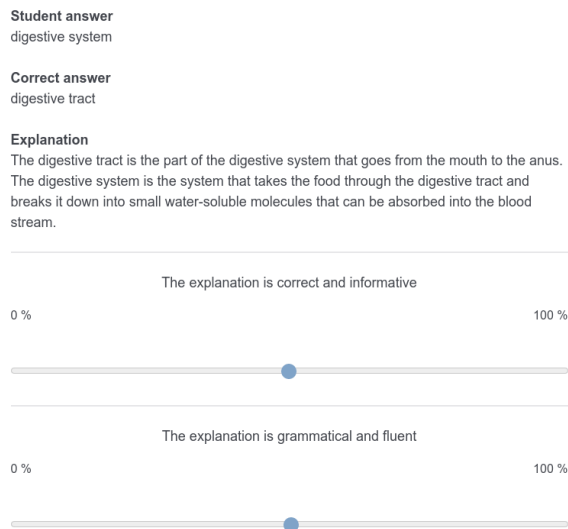 Student answer
digestive system
Correct answer
digestive tract
Explanation
The digestive tract is the part of the digestive system that goes from the mouth to the anus.
The digestive system is the system that takes the food through the digestive tract and
breaks it down into small water-soluble molecules that can be absorbed into the blood
stream.
The explanation is correct and informative
0 % 100 %
The explanation is grammatical and fluent
0 % 100 %